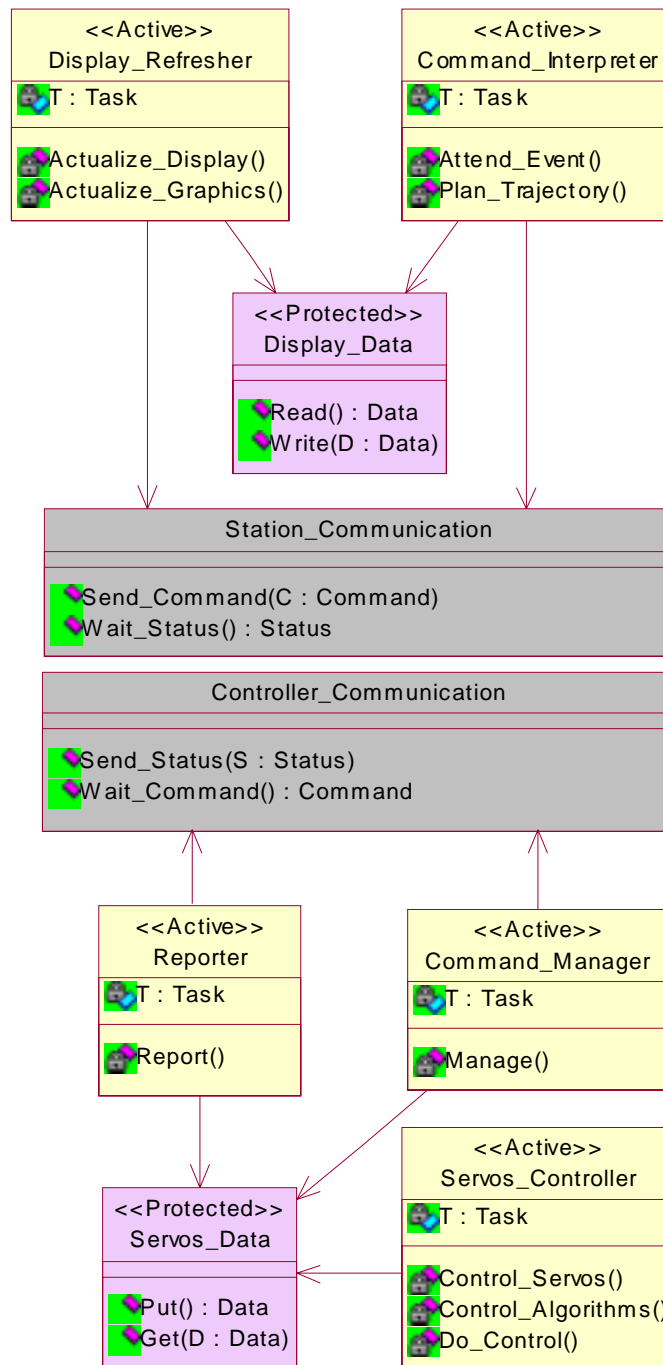 <<Active>>
Display_Refresher
T : Task
Actualize_Display()
Actualize_Graphics()
<<Active>>
Command_Interpreter
T : Task
Attend_Event()
Plan_Trajectory()
<<Protected>>
Display_Data
Read() : Data
Write(D : Data)
Station_Communication
Send_Command(C : Command)
Wait_Status() : Status
Controller_Communication
Send_Status(S : Status)
Wait_Command() : Command
<<Active>>
Reporter
T : Task
Report()
<<Active>>
Command_Manager
T : Task
Manage()
<<Protected>>
Servos_Data
Put() : Data
Get(D : Data)
<<Active>>
Servos_Controller
T : Task
Control_Servos()
Control_Algorithms()
Do_Control()